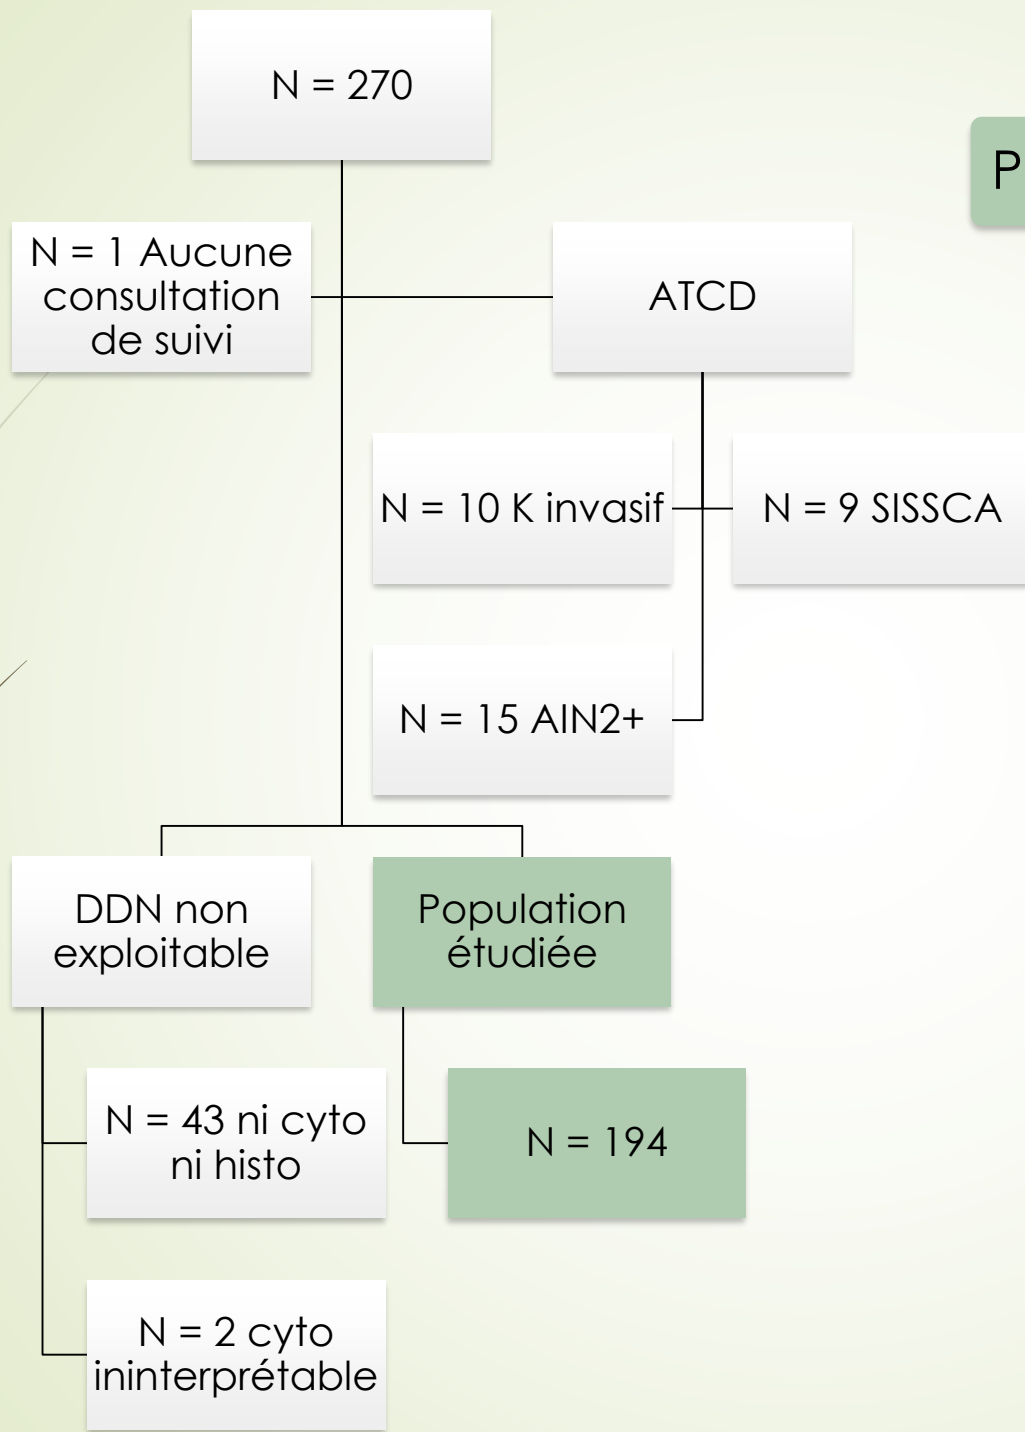 N = 270
P
N = 1 Aucune
consultation
de suivi
ATCD
N = 10 K invasif
N = 9 SISSCA
N = 15 AIN2+
DDN non
exploitable
Population
étudiée
N = 43 ni cyto
ni histo
N = 194
N = 2 cyto
ininterprétable